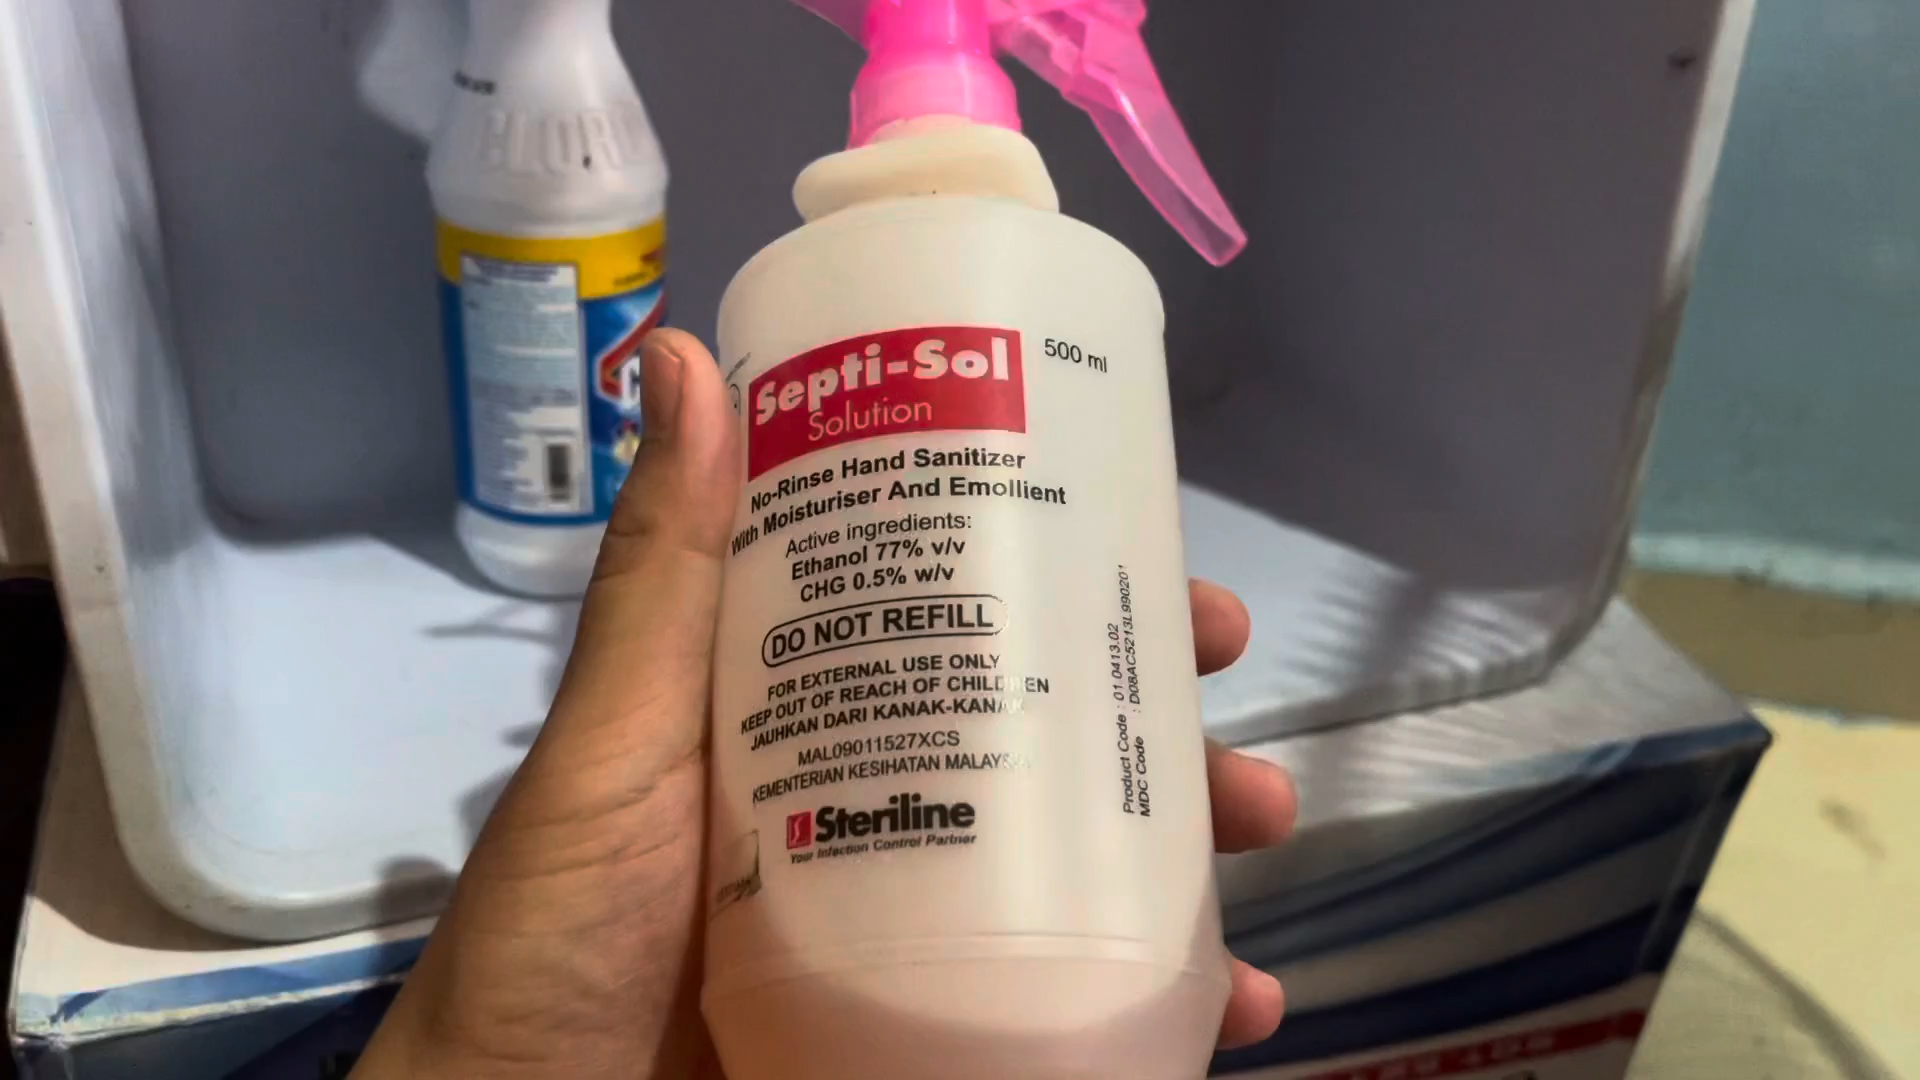 CLORO
Septi-Sol
Solution
500 ml
No-Rinse Hand Sanitizer
With Moisturiser And Emollient
Active ingredients:
Ethanol 77% v/v
CHG 0.5% w/v
DO NOT REFILL
FOR EXTERNAL USE ONLY
KEEP OUT OF REACH OF CHILDREN
JAUHKAN DARI KANAK-KANAK
MAL09011527XCS
KEMENTERIAN KESIHATAN MALAYSIA
Steriline
Your Infection Control Partner
Product Code : 01.0413.02
MDC Code : D08AC5213L990201